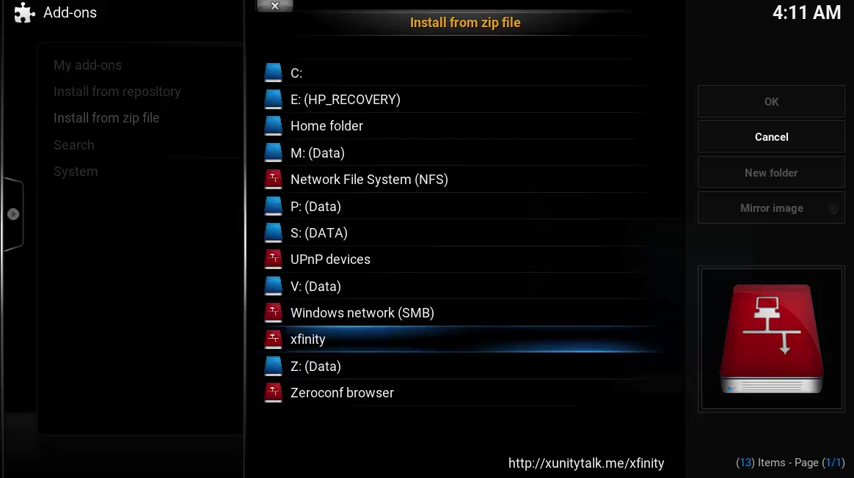 Add-ons
Install from zip file
4:11 AM
My add-ons
Install from repository
Install from zip file
Search
System
C:
E: (HP_RECOVERY)
Home folder
M: (Data)
Network File System (NFS)
P: (Data)
S: (DATA)
UPnP devices
V: (Data)
Windows network (SMB)
xfinity
Z: (Data)
Zeroconf browser
OK
Cancel
New folder
Mirror image
http://xunitytalk.me/xfinity
(13) Items - Page (1/1)